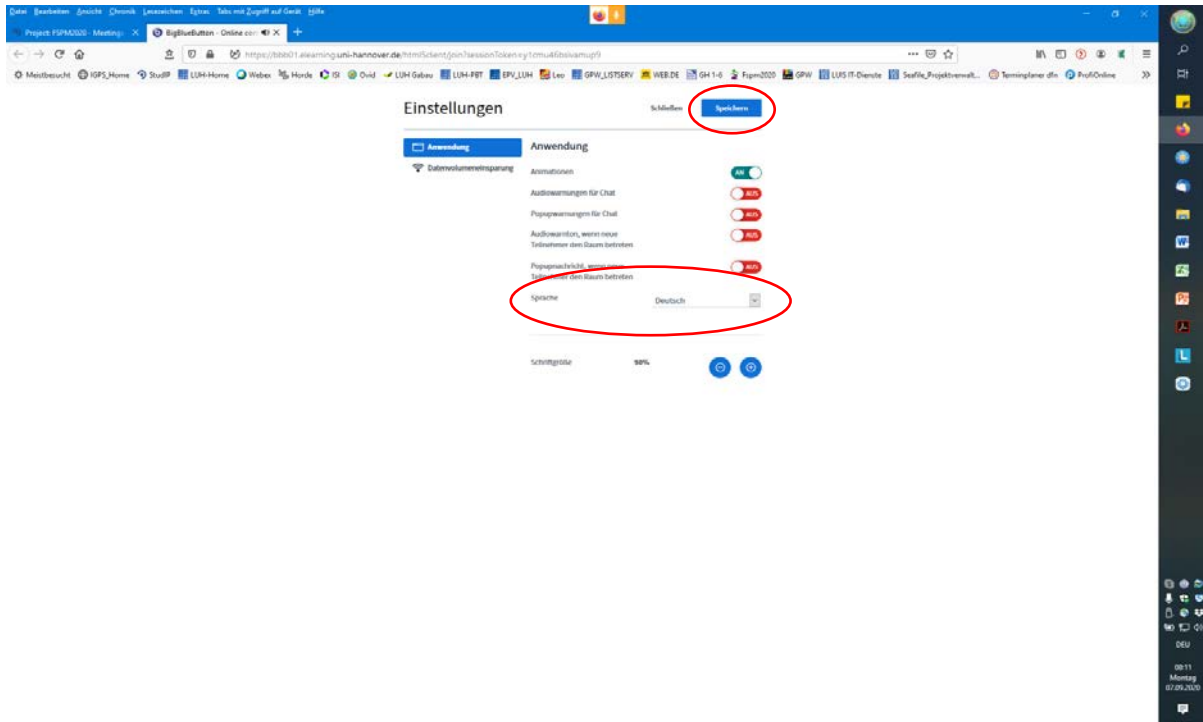 Datei Bearbeiten Ansicht Chronik Lesezeichen Extras Tabs mit Zugriff auf Gerät Hilfe
Project: FSPM2020 - Meeting: BigBlueButton - Online con
https://bbb01.elearning.uni-hannover.de/html5client/join?sessionToken
Meistbesucht IGPS_Home StudIP LUH-Home Webex Horde ISI Ovid LUH Gabau LUH-PBT EPV_LUH Leo GPW_LISTSERV WEB.DE GH 1-6 Fspm2020 GPW LUIS IT-Dienste Seafile_Projektverwalt... Terminplaner dfn ProfiOnline
Einstellungen
Schließen
Speichern
Anwendung
Datenvolumeneinsparung
Anwendung
Animationen AN
Audiowarnungen für Chat AUS
Popupwarnungen für Chat AUS
Audiowarnton, wenn neue AUS
Teilnehmer den Raum betreten
Popupnachricht, wenn neue AUS
Teilnehmer den Raum betreten
Sprache Deutsch
Schriftgröße 90%
DEU
08:11
Montag
07.09.2020